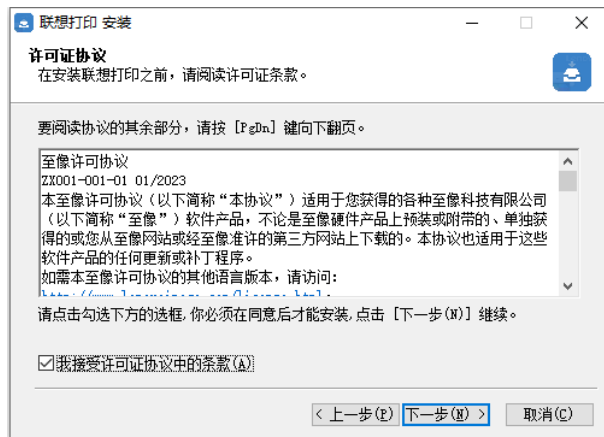 联想打印 安装
许可证协议
在安装联想打印之前，请阅读许可证条款。
要阅读协议的其余部分，请按 [PgDn] 键向下翻页。
至像许可协议
ZX001-001-01 01/2023
本至像许可协议（以下简称“本协议”）适用于您获得的各种至像科技有限公司
（以下简称“至像”）软件产品，不论是至像硬件产品上预装或附带的、单独获
得的或您从至像网站或经至像准许的第三方网站上下载的。本协议也适用于这些
软件产品的任何更新或补丁程序。
如需本至像许可协议的其他语言版本，请访问：
请点击勾选下方的选框,你必须在同意后才能安装,点击 [下一步(N)] 继续。
我接受许可证协议中的条款(A)
< 上一步(P) 下一步(N) > 取消(C)